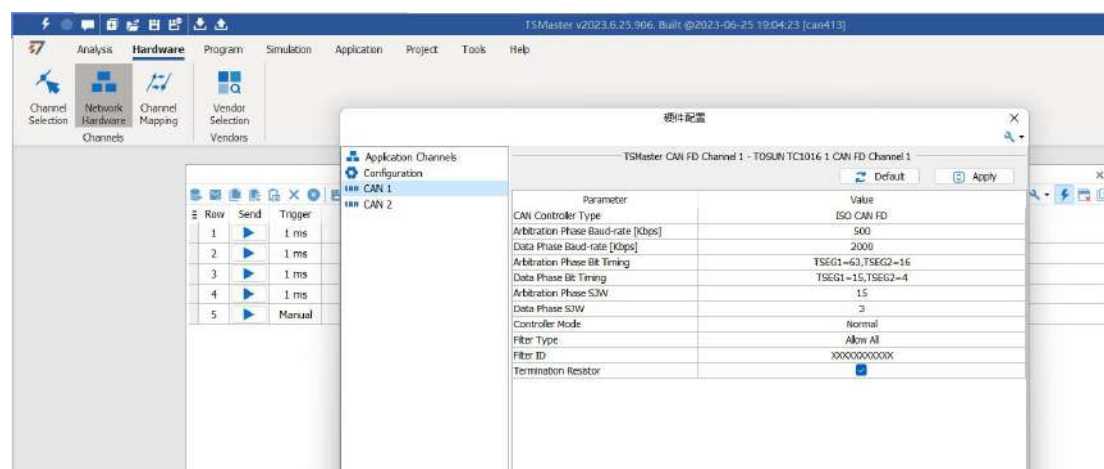 TSMaster v2023.6.25.906. Built @2023-06-25 19:04:23 [can413]
Analysis Hardware Program Simulation Application Project Tools Help
Channel Selection
Network Hardware
Channel Mapping
Vendor Selection
Channels
Vendors
硬件配置
Application Channels
Configuration
CAN 1
CAN 2
TSMaster CAN FD Channel 1 - TOSUN TC1016 1 CAN FD Channel 1
Default
Apply
Row Send Trigger
1 1 ms
2 1 ms
3 1 ms
4 1 ms
5 Manual
Parameter Value
CAN Controller Type ISO CAN FD
Arbitration Phase Baud-rate [Kbps] 500
Data Phase Baud-rate [Kbps] 2000
Arbitration Phase Bit Timing TSEG1=63,TSEG2=16
Data Phase Bit Timing TSEG1=15,TSEG2=4
Arbitration Phase SJW 15
Data Phase SJW 3
Controller Mode Normal
Filter Type Allow All
Filter ID XXXXXXXXXXX
Termination Resistor